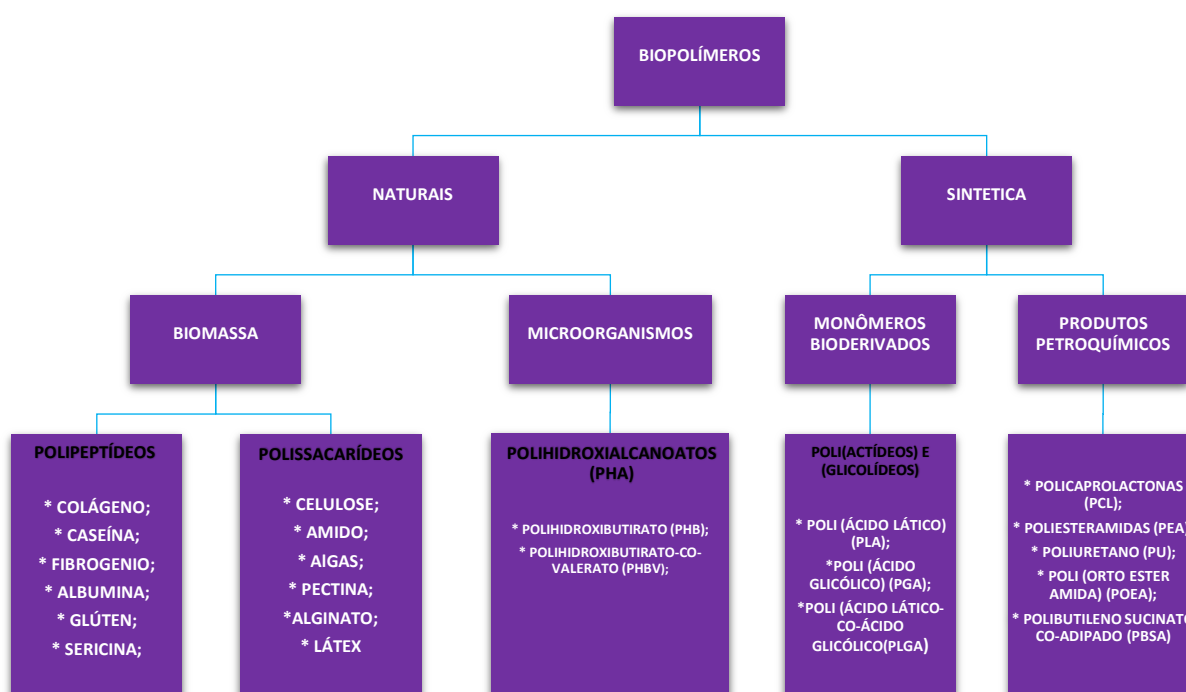 BIOPOLÍMEROS
NATURAIS
SINTETICA
BIOMASSA
MICROORGANISMOS
MONÔMEROS
BIODERIVADOS
PRODUTOS
PETROQUÍMICOS
POLIPEPTÍDEOS
* COLÁGENO;
* CASEÍNA;
* FIBROGENIO;
* ALBUMINA;
* GLÚTEN;
* SERICINA;
POLISSACARÍDEOS
* CELULOSE;
* AMIDO;
* AlGAS;
* PECTINA;
*ALGINATO;
* LÁTEX
POLIHIDROXIALCANOATOS
(PHA)
* POLIHIDROXIBUTIRATO (PHB);
* POLIHIDROXIBUTIRATO-CO-
VALERATO (PHBV);
POLI(ACTÍDEOS) E
(GLICOLÍDEOS)
* POLI (ÁCIDO LÁTICO)
(PLA);
*POLI (ÁCIDO
GLICÓLICO) (PGA);
*POLI (ÁCIDO LÁTICO-
CO-ÁCIDO
GLICÓLICO(PLGA)
* POLICAPROLACTONAS
(PCL);
* POLIESTERAMIDAS (PEA)
* POLIURETANO (PU);
* POLI (ORTO ESTER
AMIDA) (POEA);
* POLIBUTILENO SUCINATO
CO-ADIPADO (PBSA)